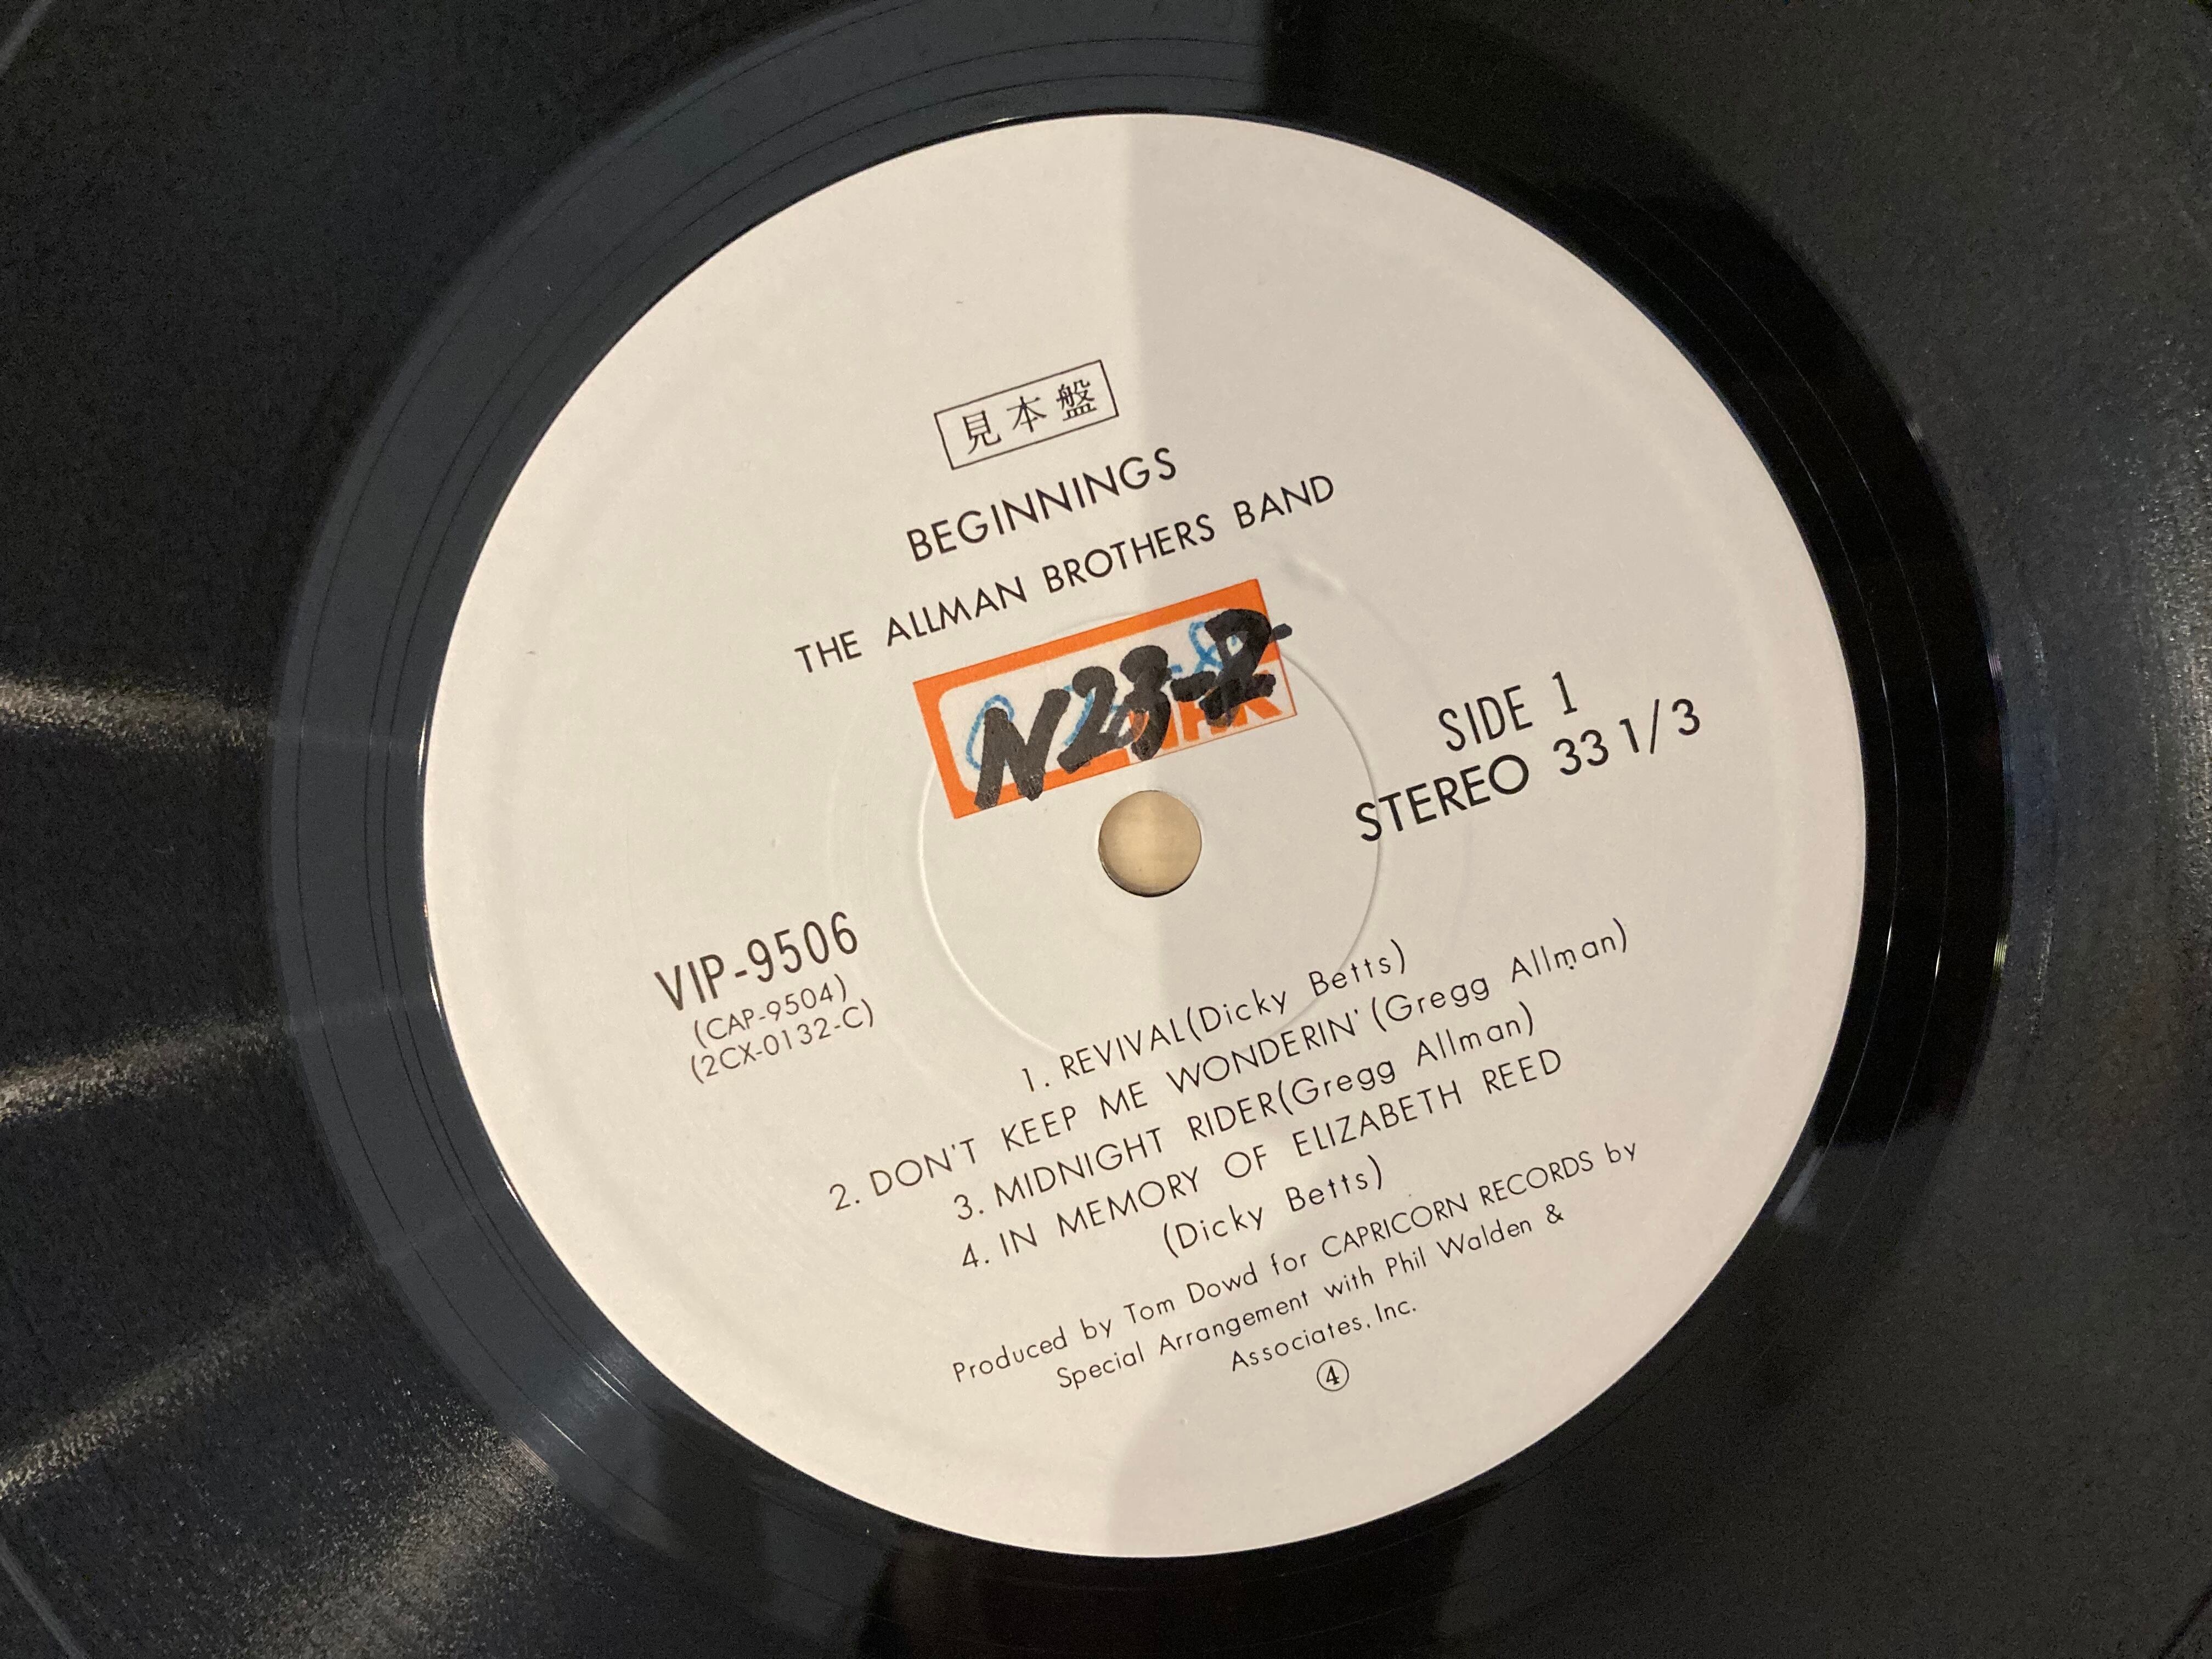 見本盤
BEGINNINGS
THE ALLMAN BROTHERS BAND
N23-2
SIDE 1
STEREO 33 1/3
VIP-9506
(CAP-9504)
(2CX-0132-C)
1. REVIVAL(Dicky Betts)
2. DON'T KEEP ME WONDERIN' (Gregg Allman)
3. MIDNIGHT RIDER(Gregg Allman)
4. IN MEMORY OF ELIZABETH REED
(Dicky Betts)
Produced by Tom Dowd for CAPRICORN RECORDS by
Special Arrangement with Phil Walden &
Associates, Inc.
④